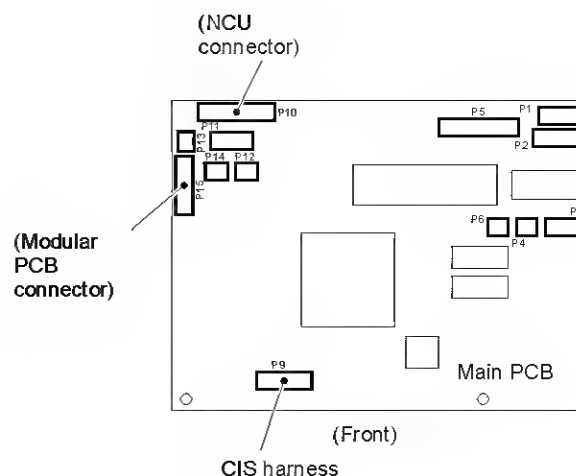 (NCU
connector)
P10
P5
P1
P11
P13
P2
P14
P12
P15
P6
P4
P
(Modular
PCB
connector)
P9
Main PCB
(Front)
CIS harness